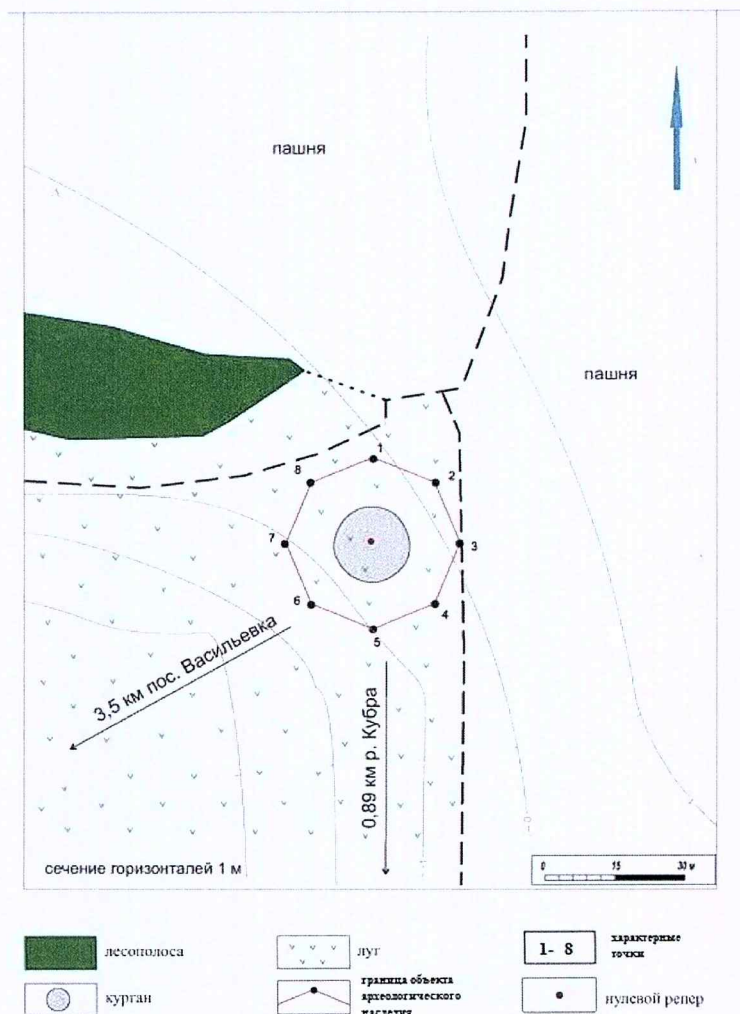 пашня
пашня
1
8
2
7
3
6
4
5
3,5 км пос. Васильевка
0,89 км р. Кубра
сечение горизонталей 1 м
0 15 30 м
лесополоса
луг
1- 8
характерные
точки
курган
граница объекта
археологического
наследия
нулевой репер